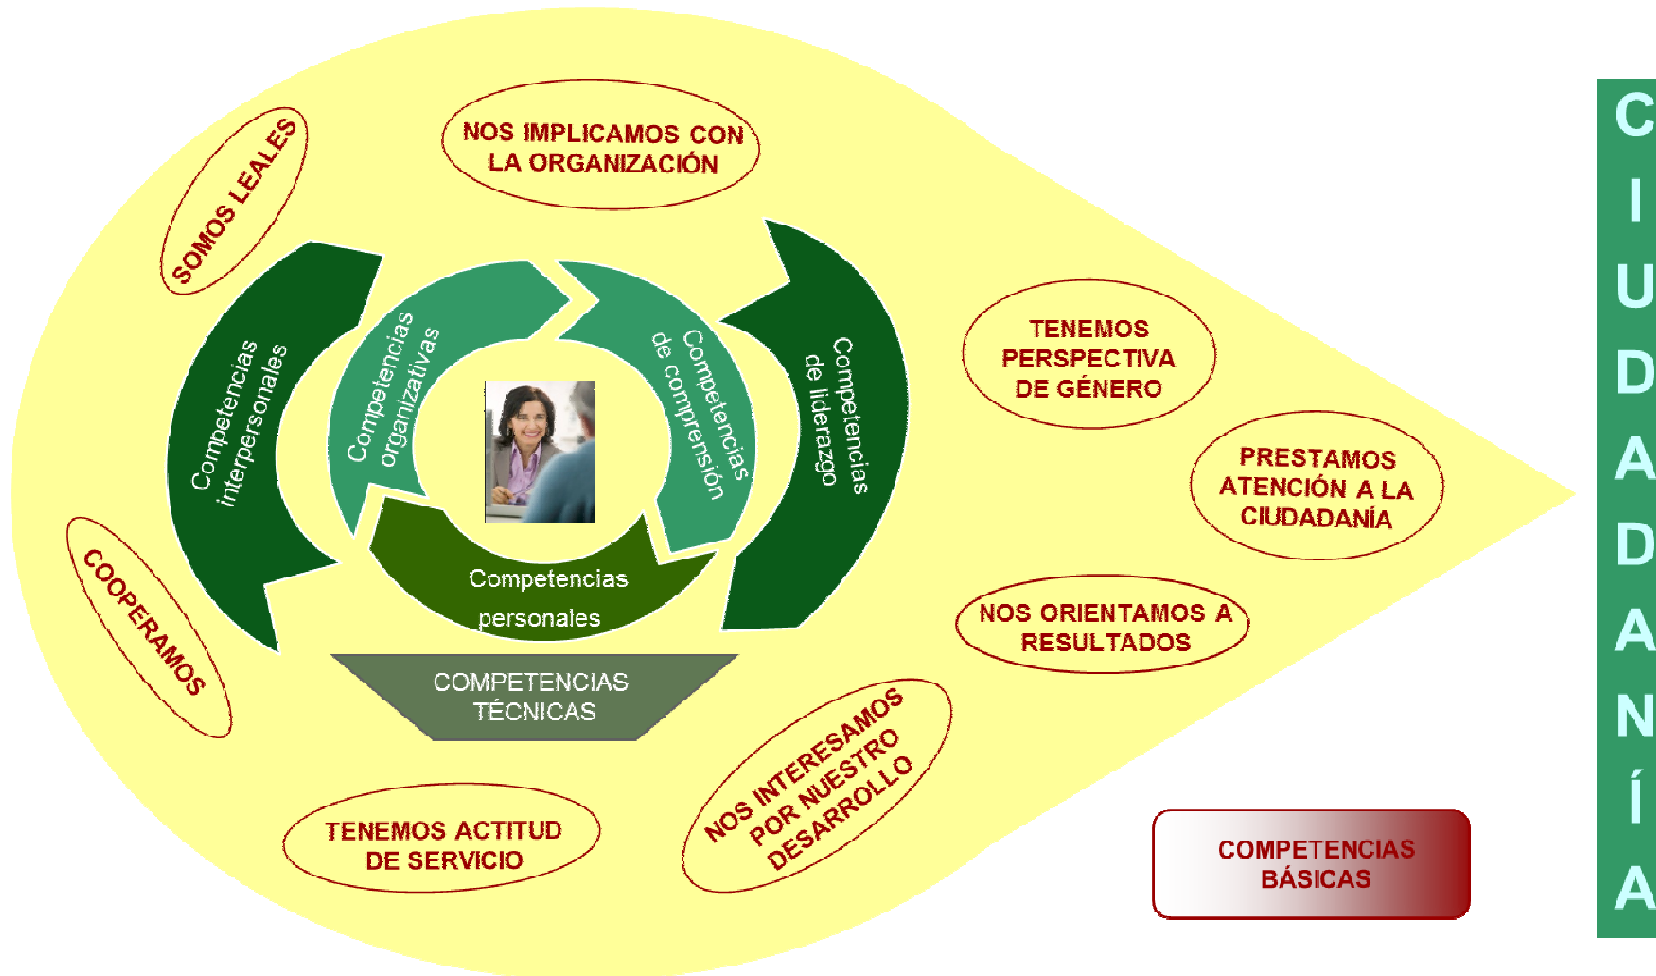 SOMOS LEALES
NOS IMPLICAMOS CON
LA ORGANIZACIÓN
Competencias
interpersonales
Competencias
organizativas
Competencias
de comprensión
Competencias
de liderazgo
Competencias
personales
COMPETENCIAS
TÉCNICAS
TENEMOS
PERSPECTIVA
DE GÉNERO
PRESTAMOS
ATENCIÓN A LA
CIUDADANÍA
NOS ORIENTAMOS A
RESULTADOS
COOPERAMOS
TENEMOS ACTITUD
DE SERVICIO
NOS INTERESAMOS
POR NUESTRO
DESARROLLO
COMPETENCIAS
BÁSICAS
CIUDADANÍA